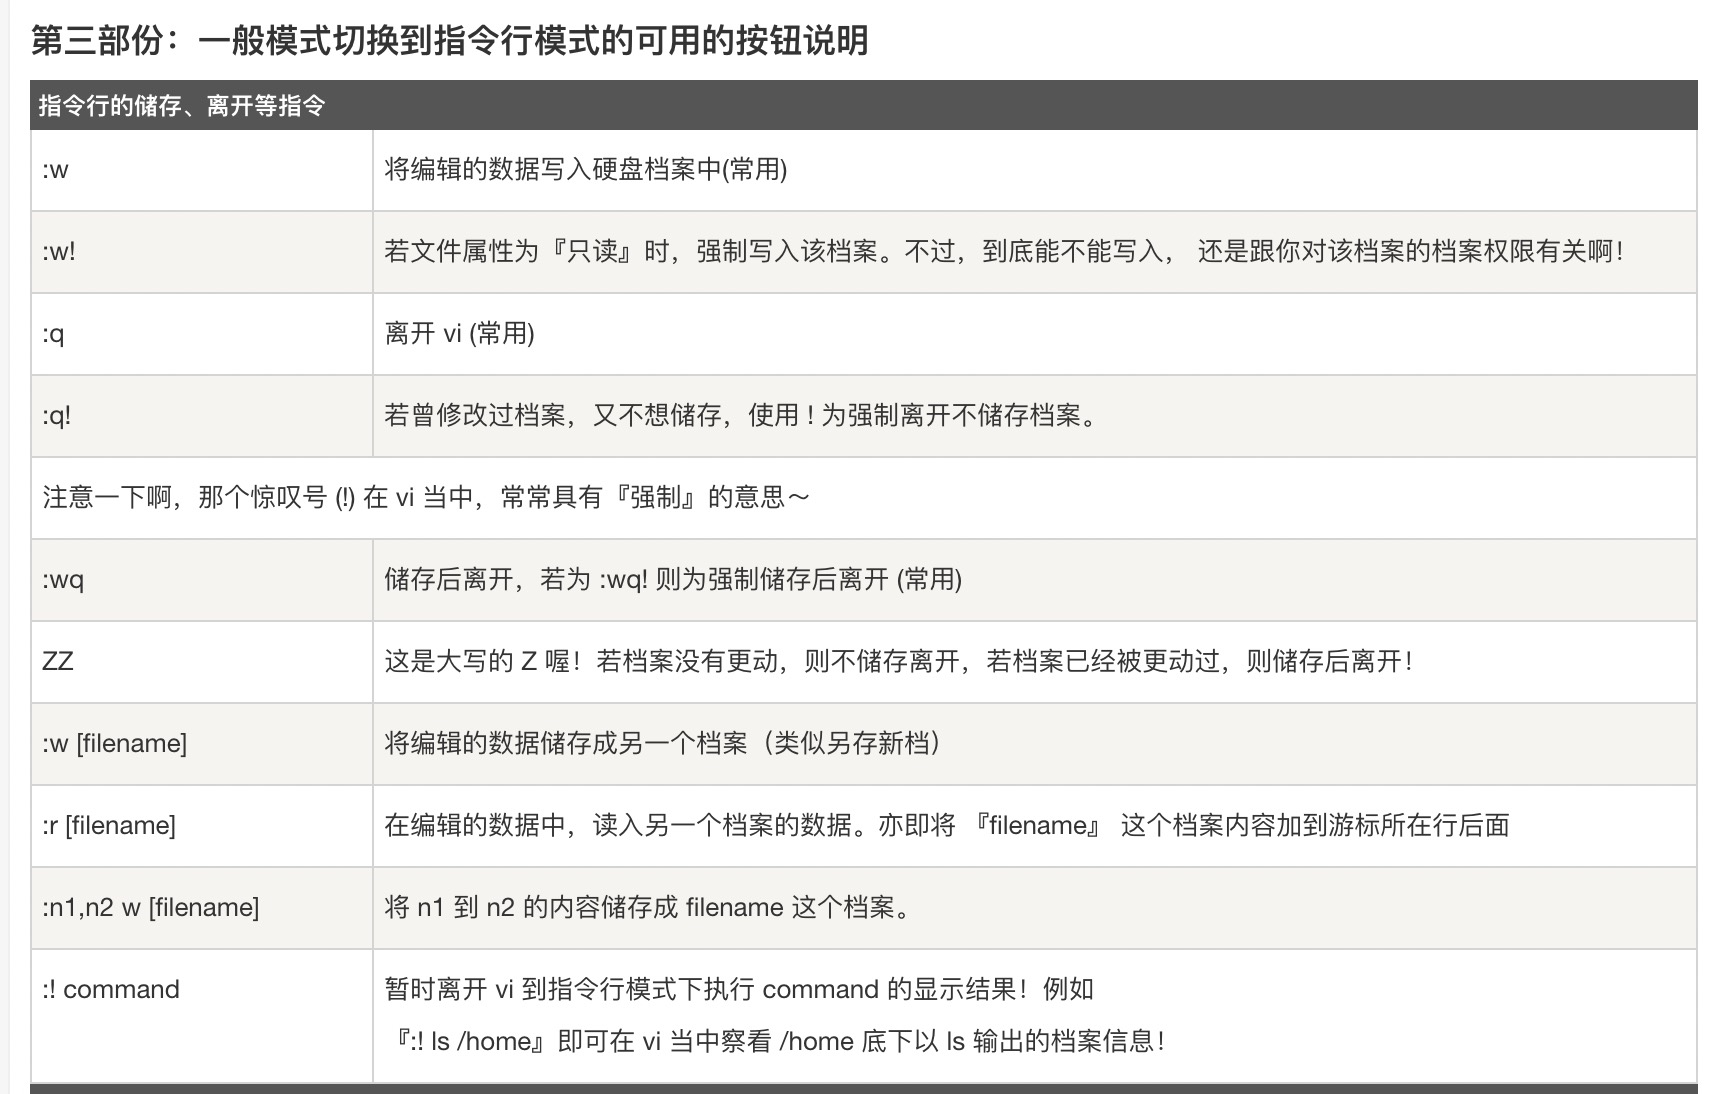 第三部份：一般模式切换到指令行模式的可用的按钮说明
指令行的储存、离开等指令
:w 将编辑的数据写入硬盘档案中(常用)
:w! 若文件属性为『只读』时，强制写入该档案。不过，到底能不能写入， 还是跟你对该档案的档案权限有关啊！
:q 离开 vi (常用)
:q! 若曾修改过档案，又不想储存，使用 ! 为强制离开不储存档案。
注意一下啊，那个惊叹号 (!) 在 vi 当中，常常具有『强制』的意思～
:wq 储存后离开，若为 :wq! 则为强制储存后离开 (常用)
ZZ 这是大写的 Z 喔！若档案没有更动，则不储存离开，若档案已经被更动过，则储存后离开！
:w [filename] 将编辑的数据储存成另一个档案（类似另存新档）
:r [filename] 在编辑的数据中，读入另一个档案的数据。亦即将 『filename』 这个档案内容加到游标所在行后面
:n1,n2 w [filename] 将 n1 到 n2 的内容储存成 filename 这个档案。
:! command 暂时离开 vi 到指令行模式下执行 command 的显示结果！例如
『:! ls /home』即可在 vi 当中察看 /home 底下以 ls 输出的档案信息！